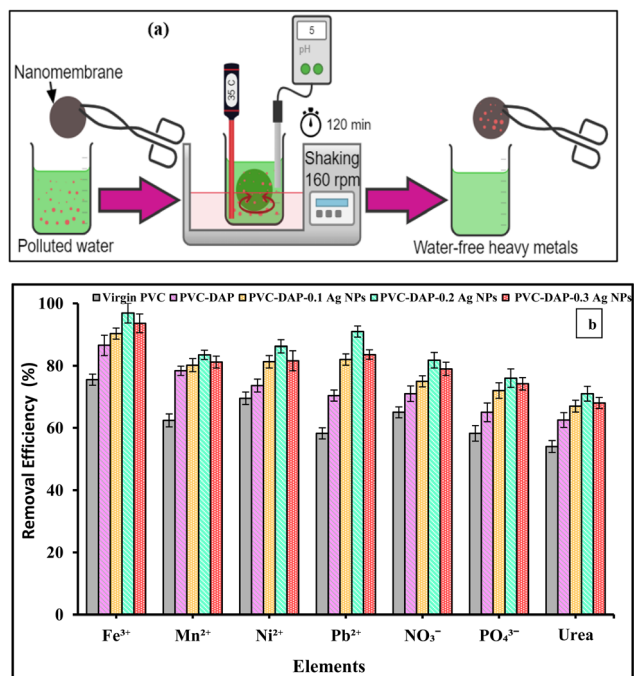 (a)
Nanomembrane
35 C
5
pH
120 min
Shaking
160 rpm
Polluted water
Water-free heavy metals
Virgin PVC PVC-DAP PVC-DAP-0.1 Ag NPs PVC-DAP-0.2 Ag NPs PVC-DAP-0.3 Ag NPs
b
Removal Efficiency (%)
100
80
60
40
20
0
Fe³⁺ Mn²⁺ Ni²⁺ Pb²⁺ NO₃⁻ PO₄³⁻ Urea
Elements